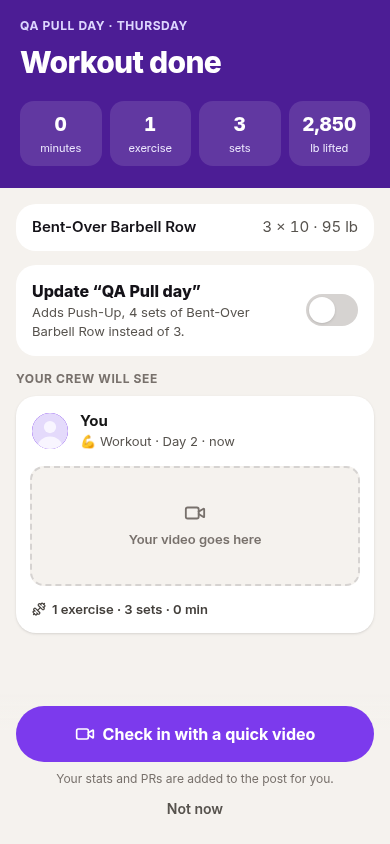 QA PULL DAY · THURSDAY
Workout done
0
minutes
1
exercise
3
sets
2,850
lb lifted
Bent-Over Barbell Row
3 × 10 · 95 lb
Update “QA Pull day”
Adds Push-Up, 4 sets of Bent-Over
Barbell Row instead of 3.
YOUR CREW WILL SEE
You
💪 Workout · Day 2 · now
Your video goes here
1 exercise · 3 sets · 0 min
Check in with a quick video
Your stats and PRs are added to the post for you.
Not now